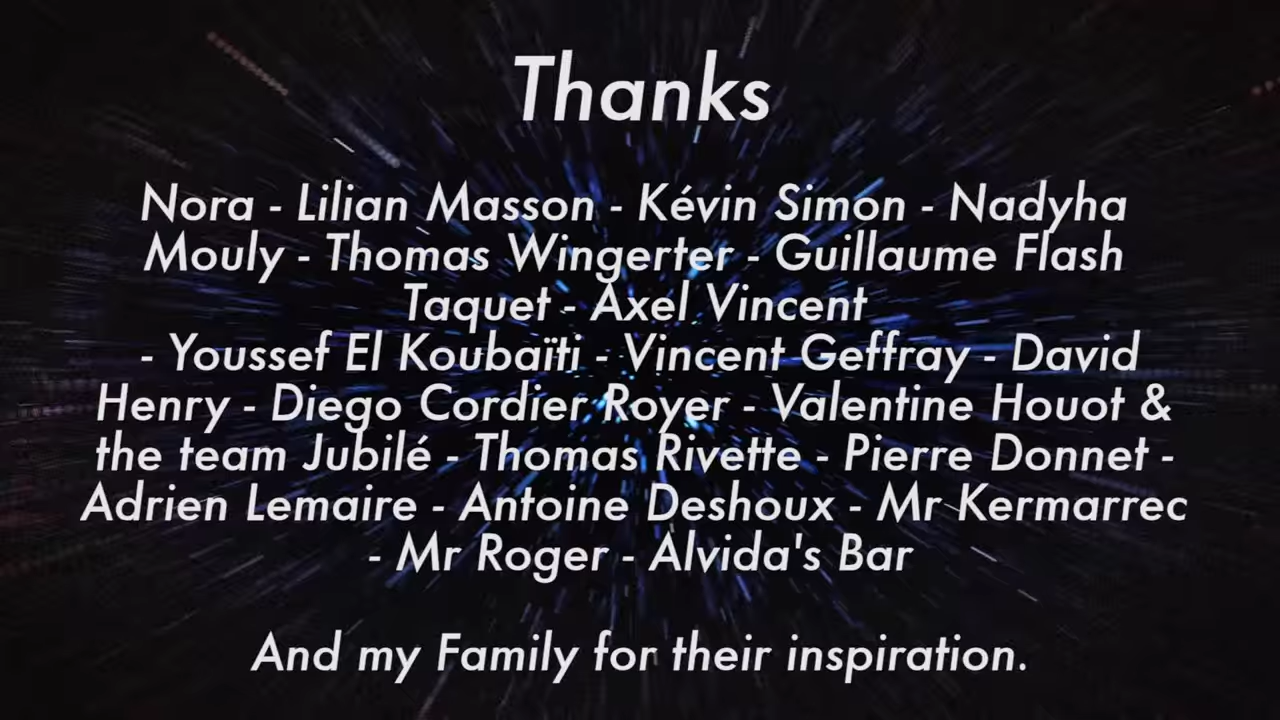 Thanks
Nora - Lilian Masson - Kévin Simon - Nadyha
Mouly - Thomas Wingerter - Guillaume Flash
Taquet - Axel Vincent
- Youssef El Koubaïti - Vincent Geffray - David
Henry - Diego Cordier Royer - Valentine Houot &
the team Jubilé - Thomas Rivette - Pierre Donnet -
Adrien Lemaire - Antoine Deshoux - Mr Kermarrec
- Mr Roger - Alvida's Bar
And my Family for their inspiration.